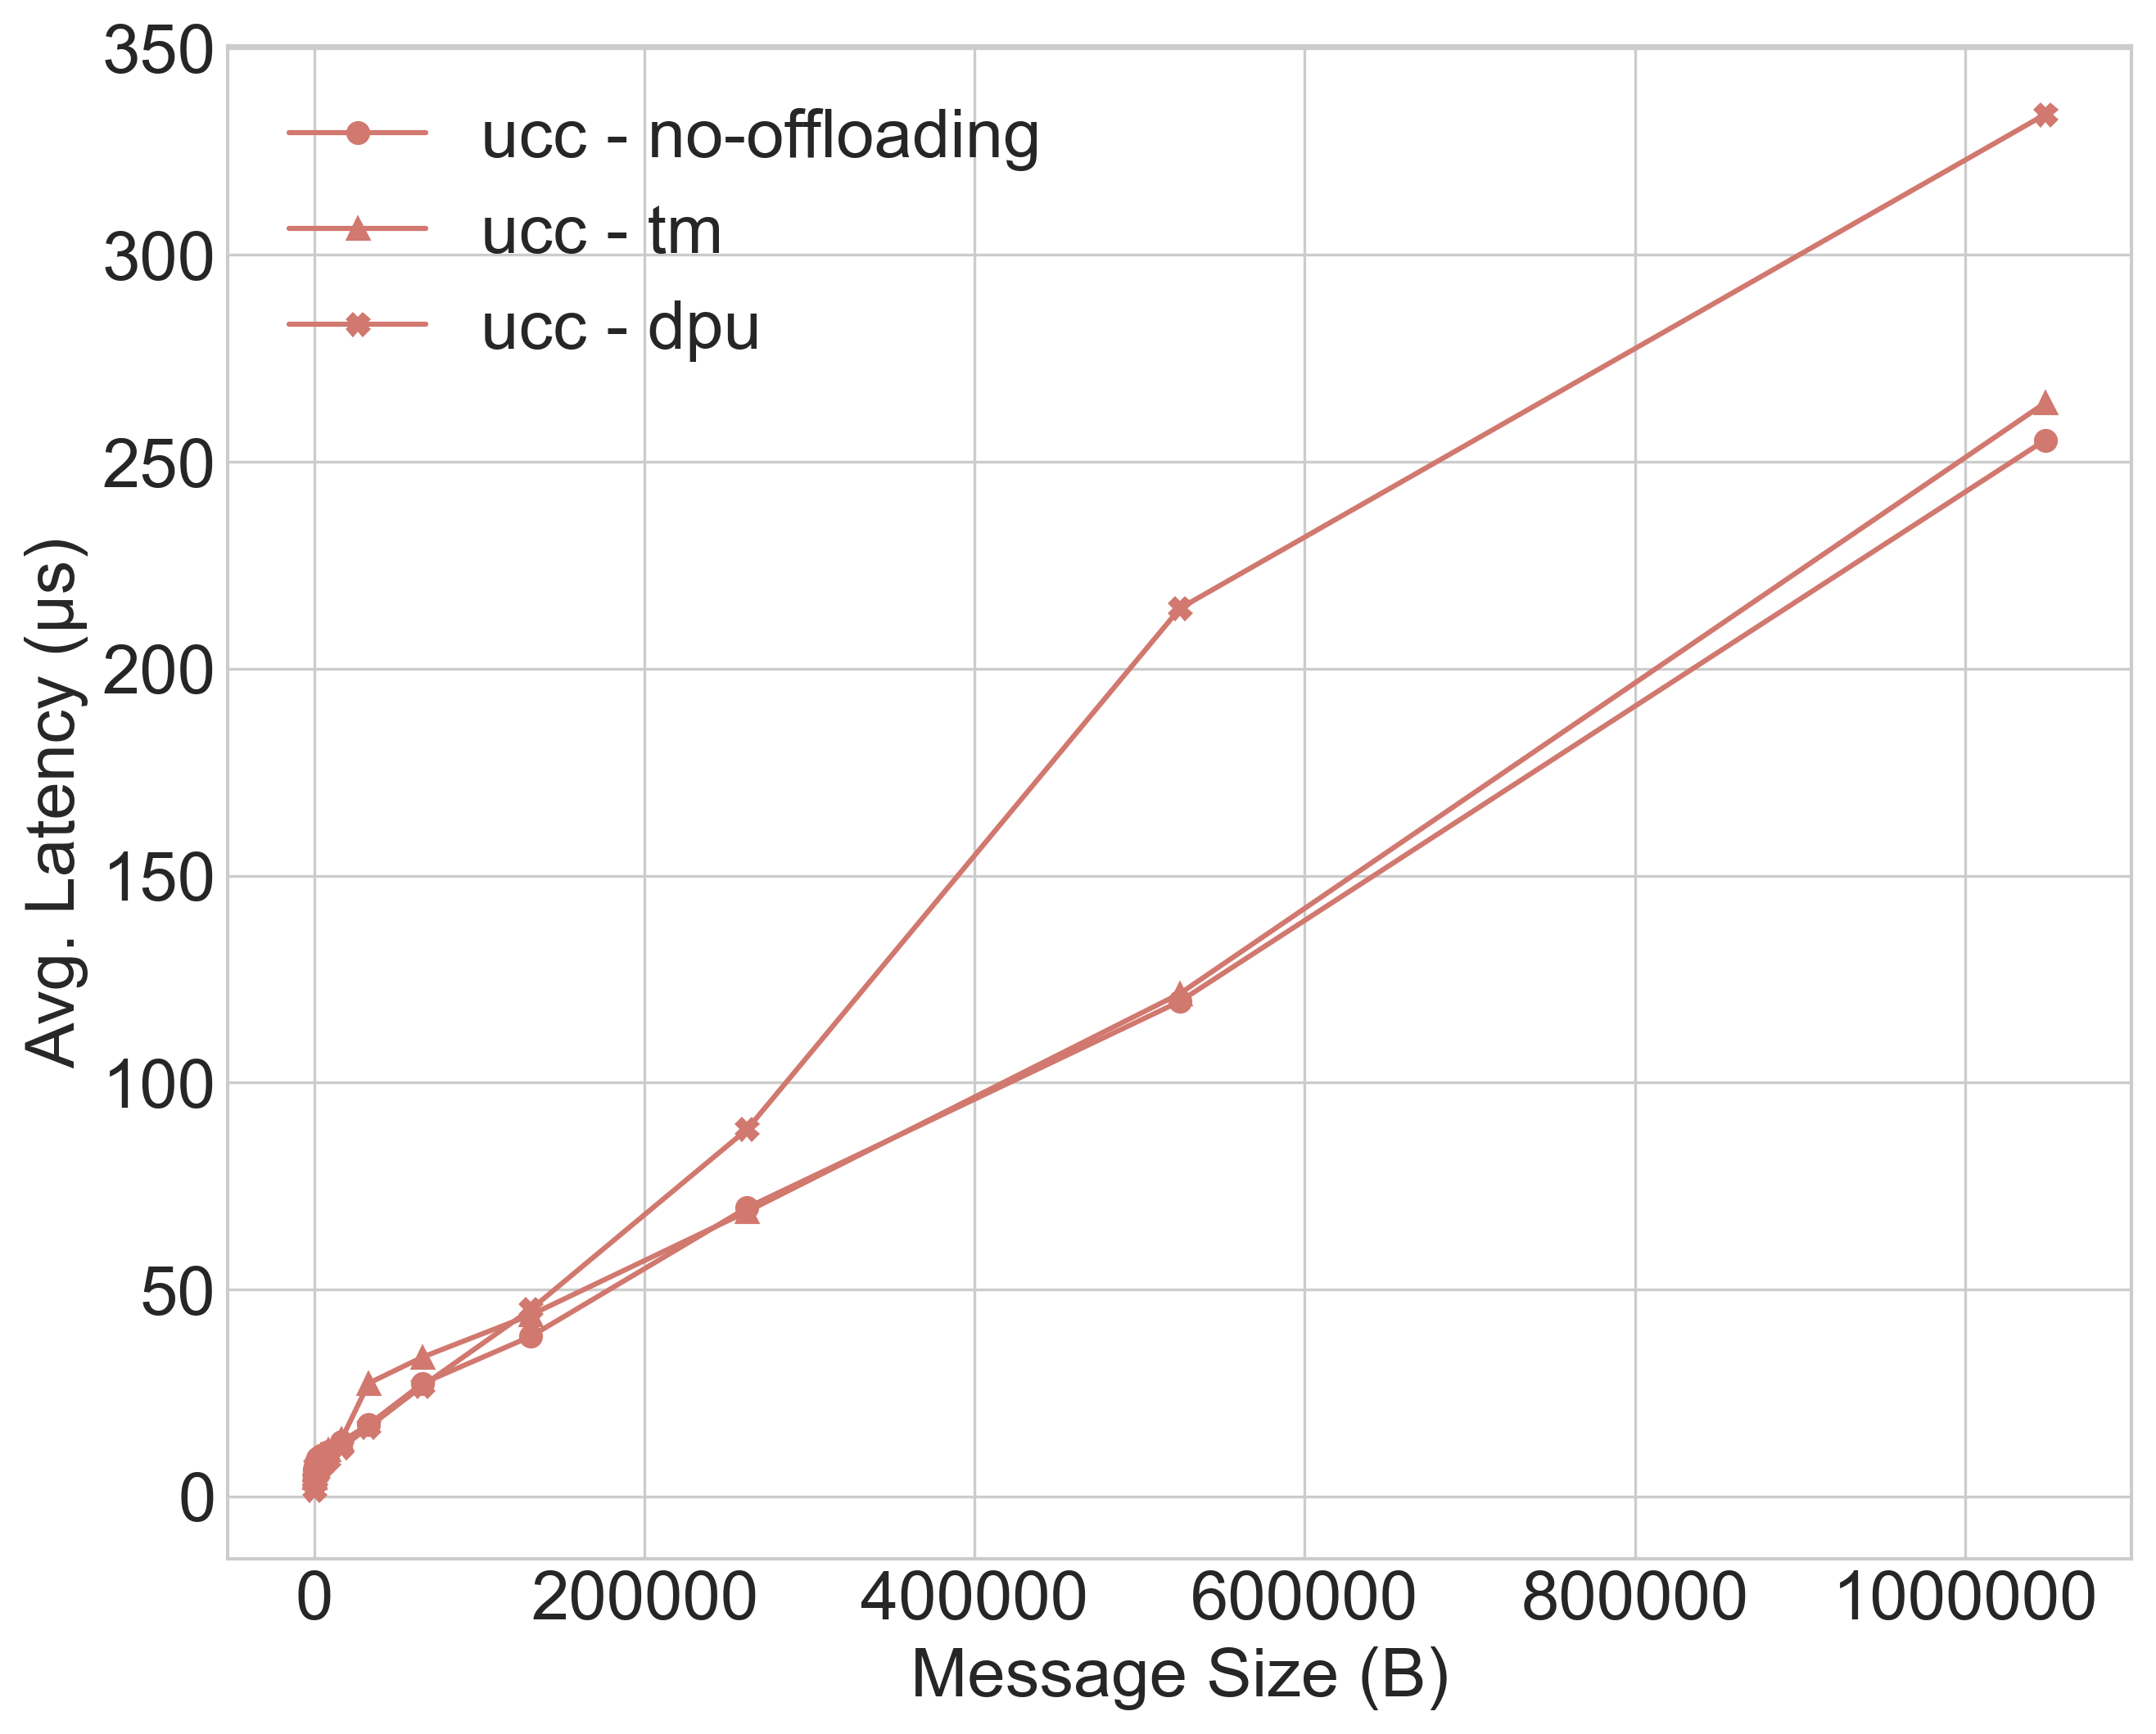 350
300
250
200
150
100
50
0
Avg. Latency (µs)
ucc - no-offloading
ucc - tm
ucc - dpu
0 200000 400000 600000 800000 1000000
Message Size (B)